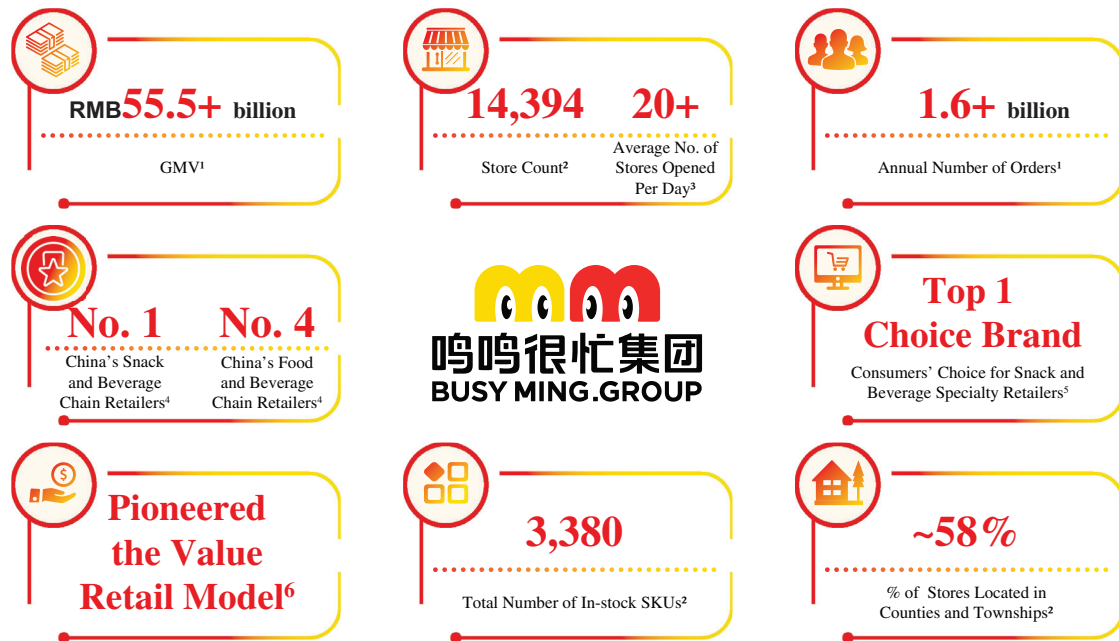 RMB55.5+ billion
GMV¹
14,394
Store Count²
20+
Average No. of
Stores Opened
Per Day³
1.6+ billion
Annual Number of Orders¹
No. 1
China's Snack
and Beverage
Chain Retailers⁴
No. 4
China's Food
and Beverage
Chain Retailers⁴
鸣鸣很忙集团
BUSY MING.GROUP
Top 1
Choice Brand
Consumers' Choice for Snack and
Beverage Specialty Retailers⁵
$
Pioneered
the Value
Retail Model⁶
3,380
Total Number of In-stock SKUs²
~58%
% of Stores Located in
Counties and Townships²